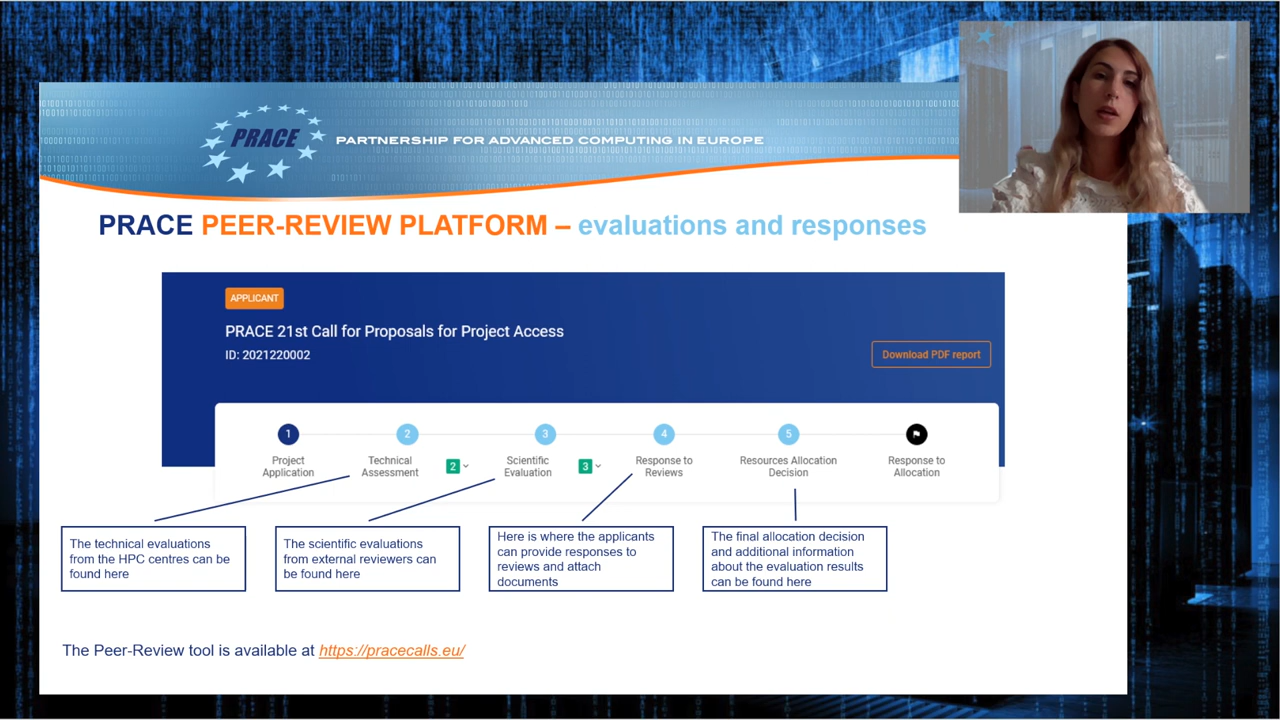 PRACE
PARTNERSHIP FOR ADVANCED COMPUTING IN EUROPE
PRACE PEER-REVIEW PLATFORM – evaluations and responses
APPLICANT
PRACE 21st Call for Proposals for Project Access
ID: 2021220002
Download PDF report
1
2
3
4
5
Project
Application
Technical
Assessment
2
Scientific
Evaluation
3
Response to
Reviews
Resources Allocation
Decision
Response to
Allocation
The technical evaluations
from the HPC centres can be
found here
The scientific evaluations
from external reviewers can
be found here
Here is where the applicants
can provide responses to
reviews and attach
documents
The final allocation decision
and additional information
about the evaluation results
can be found here
The Peer-Review tool is available at https://pracecalls.eu/